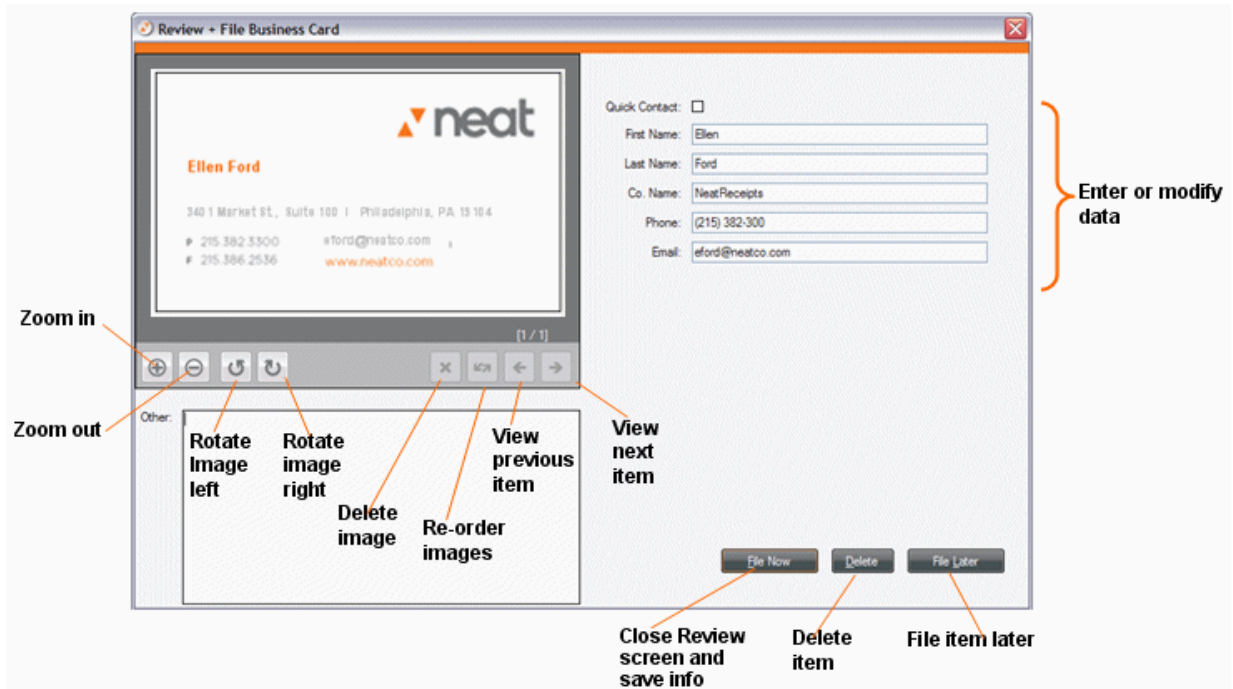 Review + File Business Card
neat
Ellen Ford
3401 Market St., Suite 100 | Philadelphia, PA 19104
P 215.382.3300 eford@neatco.com
F 215.386.2536 www.neatco.com
[1 / 1]
Quick Contact:
First Name: Ellen
Last Name: Ford
Co. Name: NeatReceipts
Phone: (215) 382-300
Email: eford@neatco.com
Enter or modify
data
Zoom in
Zoom out
Other:
Rotate
Image
left
Rotate
image
right
Delete
image
Re-order
images
View
previous
item
View
next
item
File Now
Delete
File Later
Close Review
screen and
save info
Delete
item
File item later